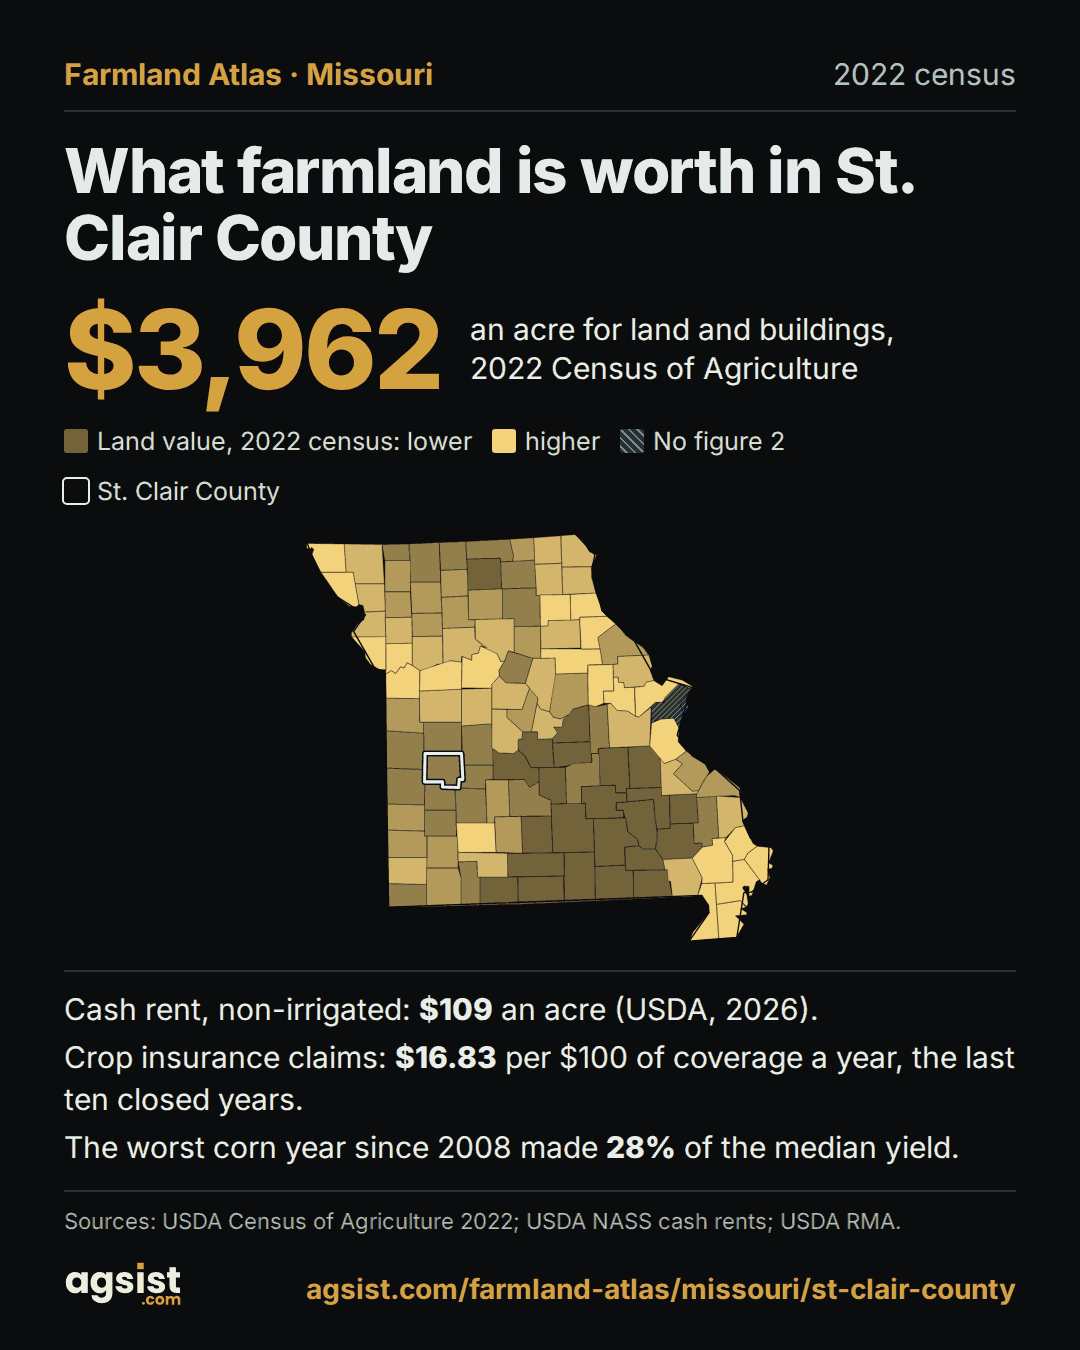 Farmland Atlas · Missouri
2022 census
What farmland is worth in St.
Clair County
$3,962
an acre for land and buildings,
2022 Census of Agriculture
Land value, 2022 census: lower
higher
No figure 2
St. Clair County
Cash rent, non-irrigated: $109 an acre (USDA, 2026).
Crop insurance claims: $16.83 per $100 of coverage a year, the last
ten closed years.
The worst corn year since 2008 made 28% of the median yield.
Sources: USDA Census of Agriculture 2022; USDA NASS cash rents; USDA RMA.
agsist
.com
agsist.com/farmland-atlas/missouri/st-clair-county